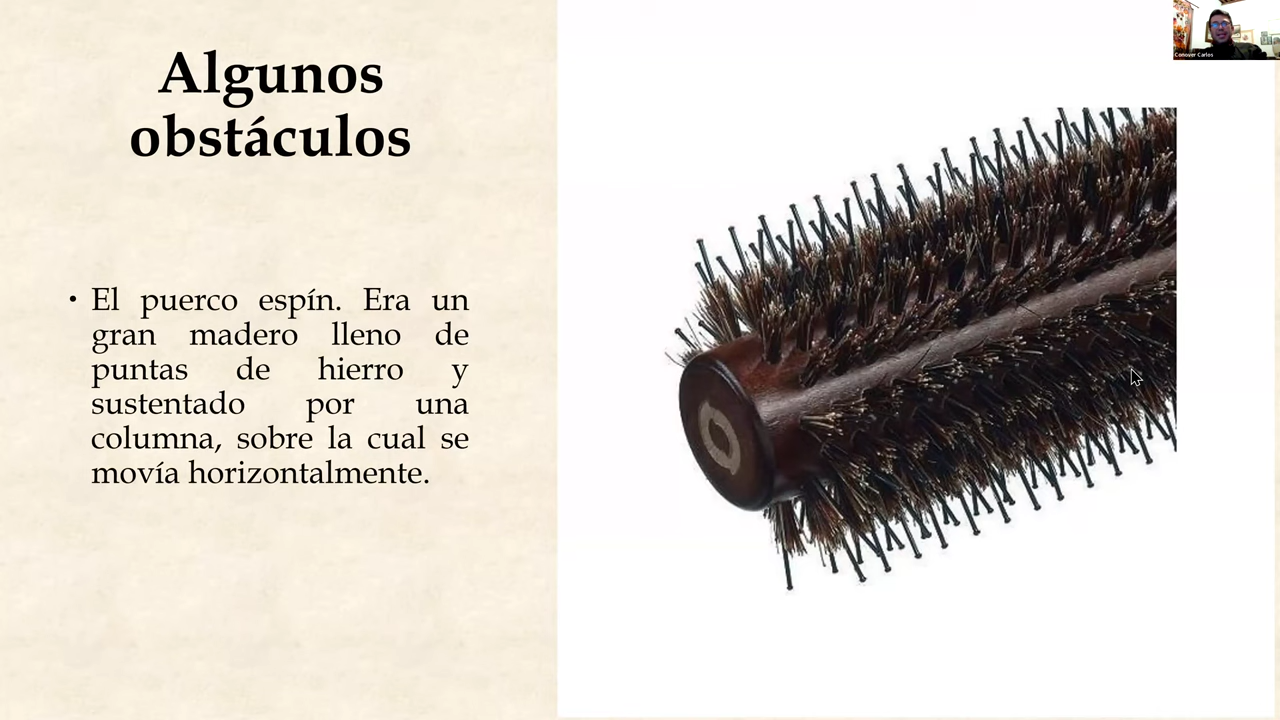 Algunos
obstáculos
• El puerco espín. Era un
gran madero lleno de
puntas de hierro y
sustentado por una
columna, sobre la cual se
movía horizontalmente.
Conover Carlos